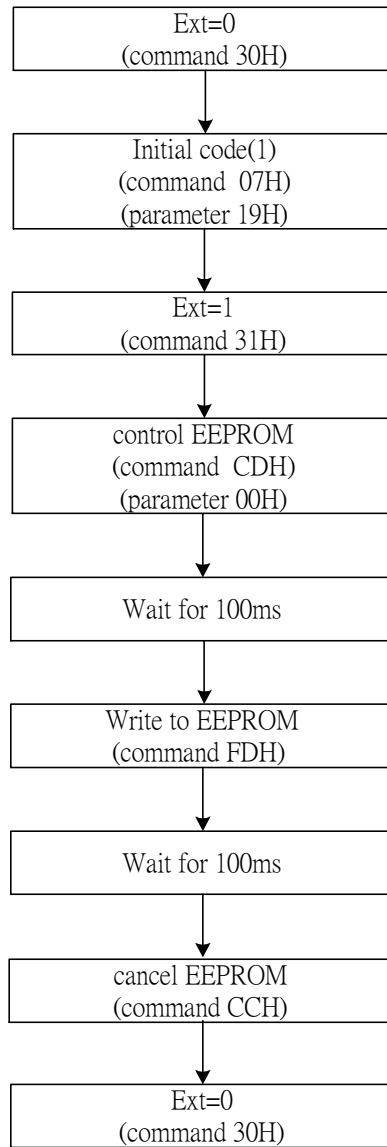 Ext=0
(command 30H)
Initial code(1)
(command 07H)
(parameter 19H)
Ext=1
(command 31H)
control EEPROM
(command CDH)
(parameter 00H)
Wait for 100ms
Write to EEPROM
(command FDH)
Wait for 100ms
cancel EEPROM
(command CCH)
Ext=0
(command 30H)